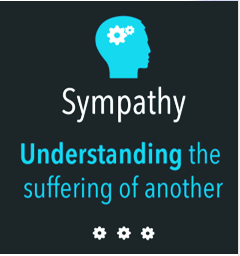 Sympathy
Understanding the
suffering of another